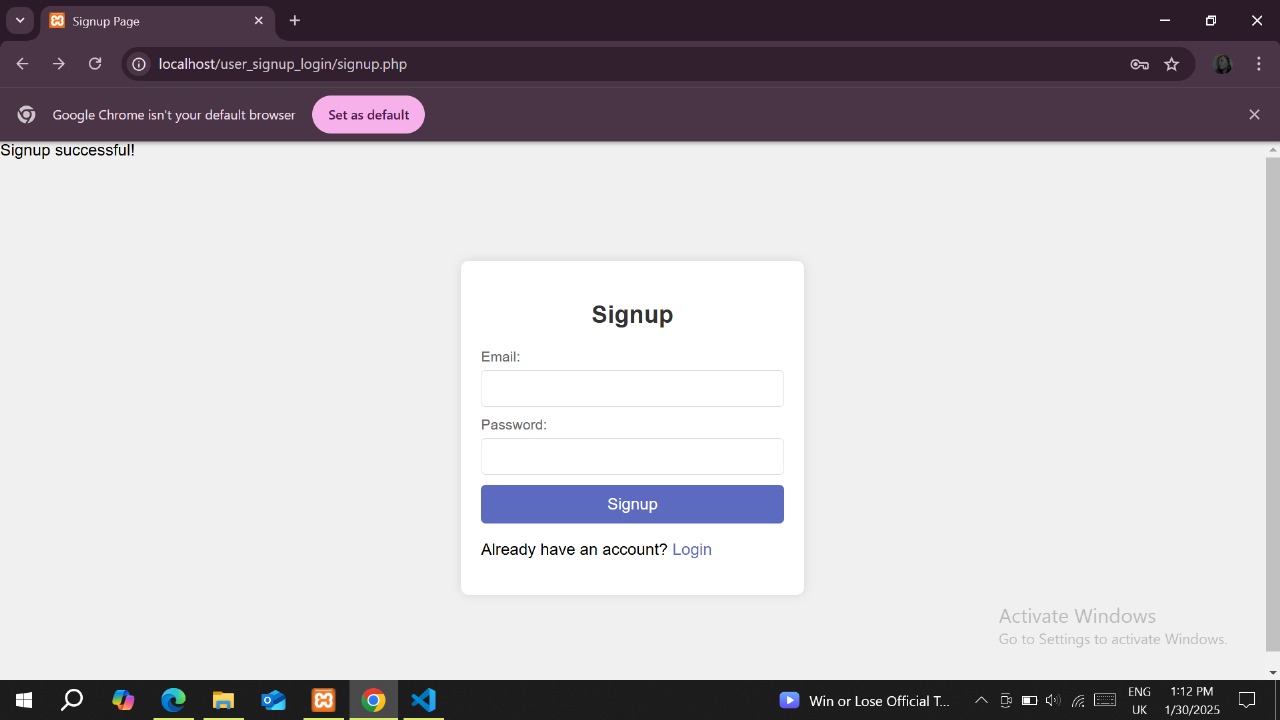 Signup Page
localhost/user_signup_login/signup.php
Google Chrome isn't your default browser
Set as default
Signup successful!
Signup
Email:
Password:
Signup
Already have an account? Login
Activate Windows
Go to Settings to activate Windows.
Win or Lose Official T...
ENG
UK
1:12 PM
1/30/2025